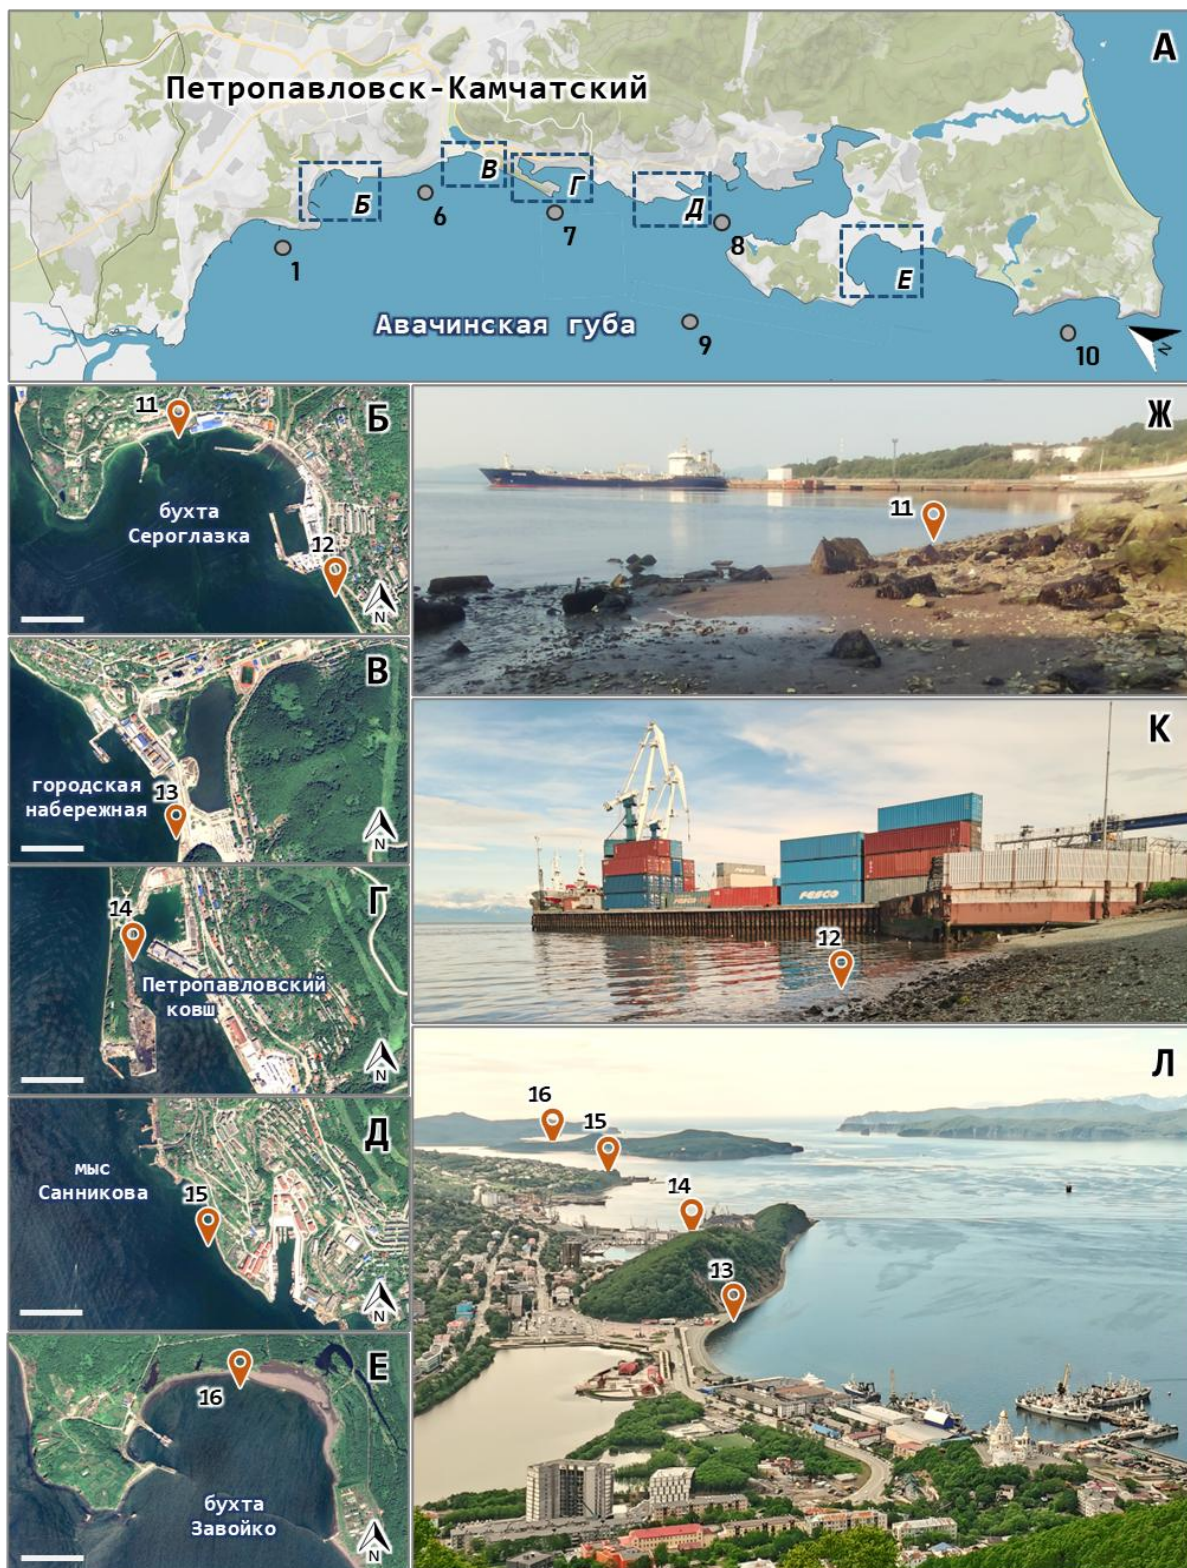 А
Петропавловск-Камчатский
Б
В
Г
Д
Е
1
6
7
8
9
10
Авачинская губа
N
11
Б
бухта
Сероглазка
12
N
В
городская
набережная
13
N
14
Г
Петропавловский
ковш
N
Д
мыс
Санникова
15
N
16
Е
бухта
Завойко
N
Ж
11
К
FESCO
12
Л
16
15
14
13